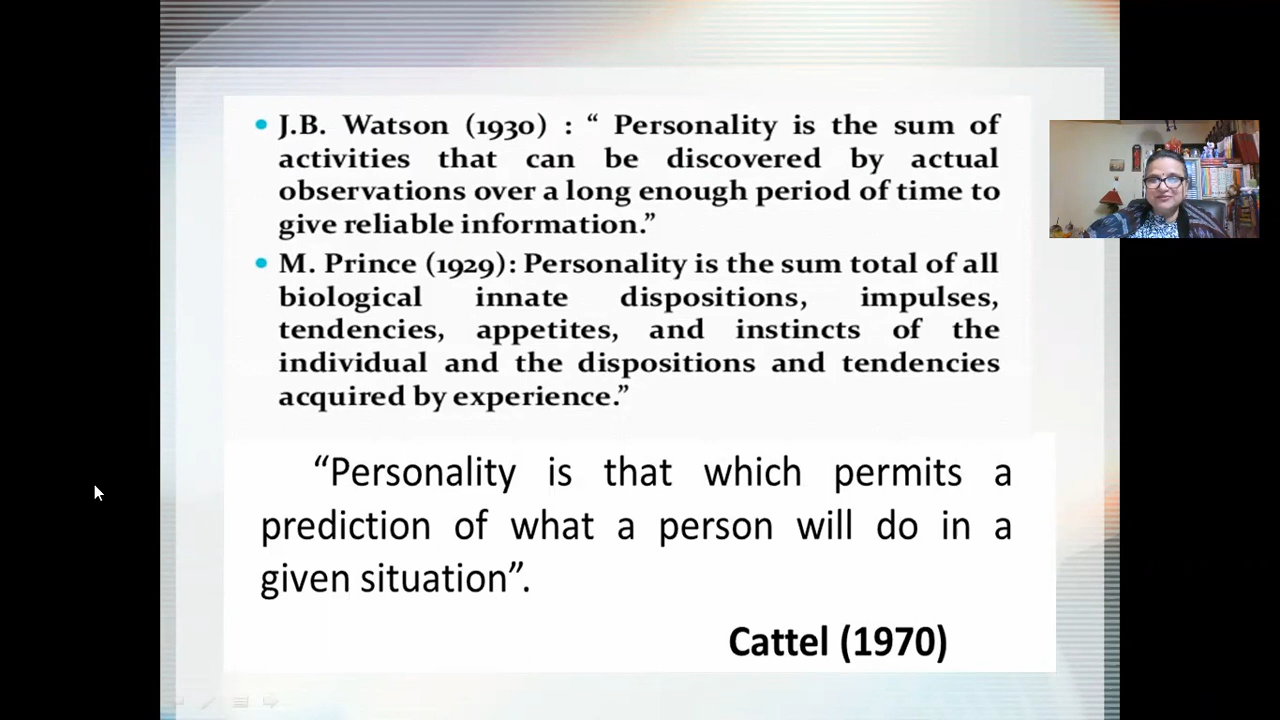 • J.B. Watson (1930) : “ Personality is the sum of
activities that can be discovered by actual
observations over a long enough period of time to
give reliable information.”
• M. Prince (1929): Personality is the sum total of all
biological innate dispositions, impulses,
tendencies, appetites, and instincts of the
individual and the dispositions and tendencies
acquired by experience.”
“Personality is that which permits a
prediction of what a person will do in a
given situation”.
Cattel (1970)